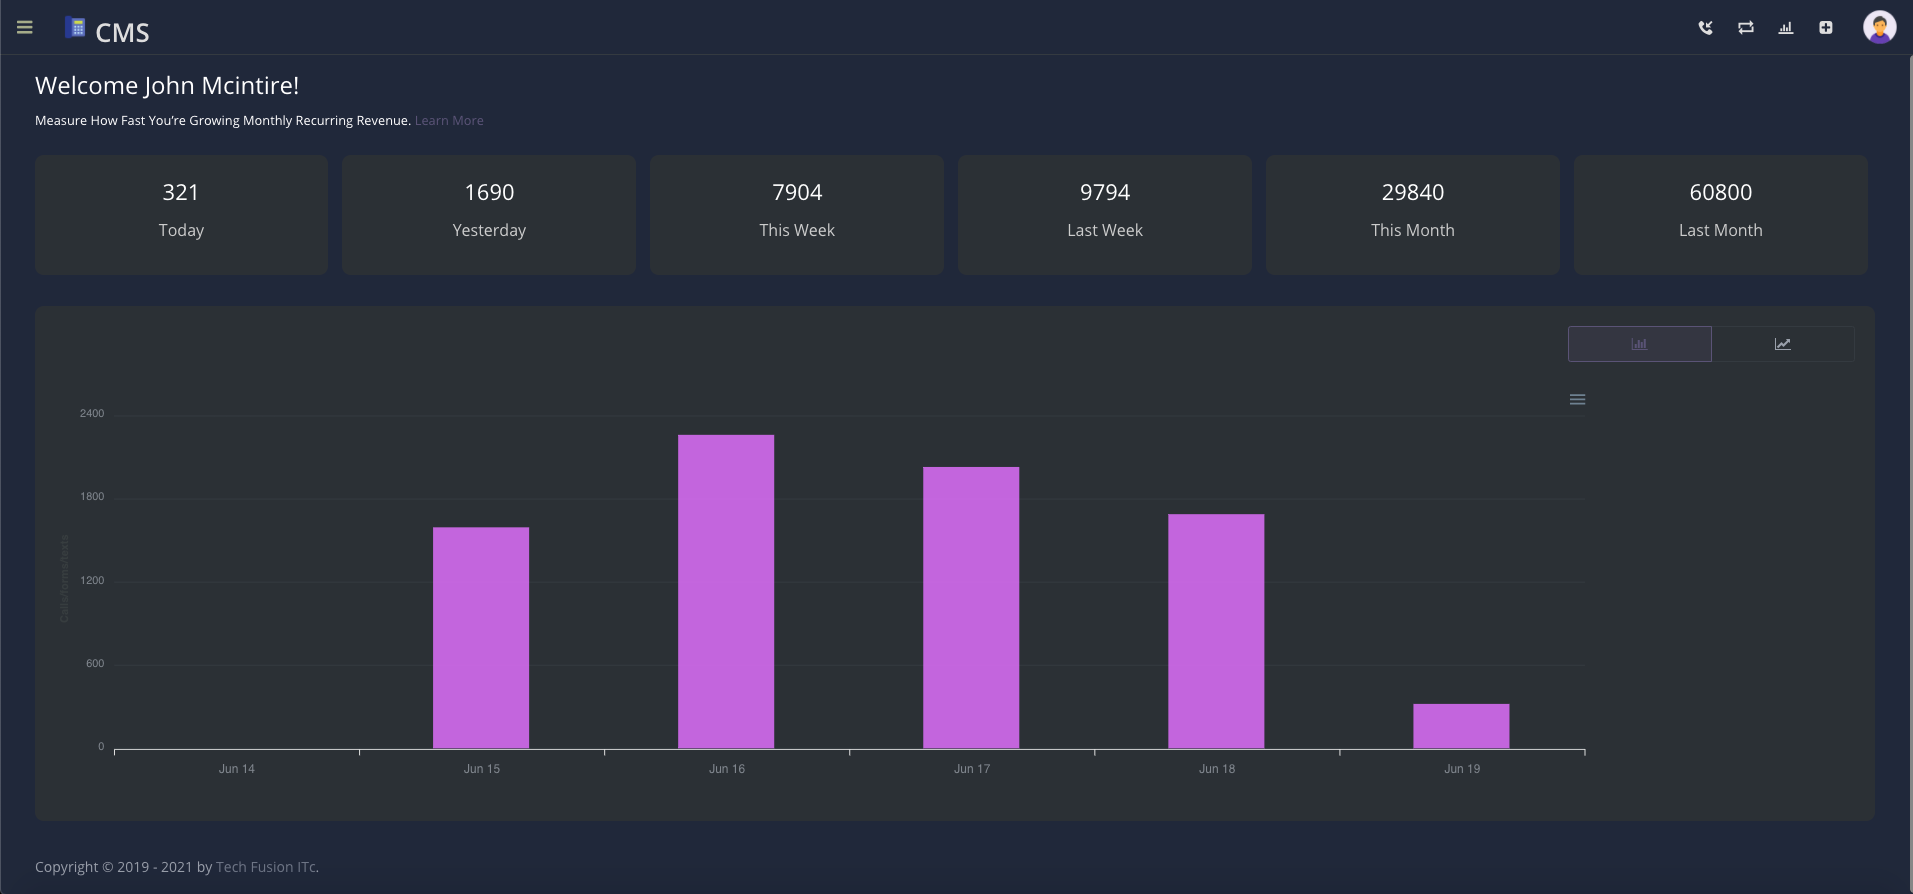 CMS
Welcome John Mcintire!
Measure How Fast You're Growing Monthly Recurring Revenue. Learn More
321
Today
1690
Yesterday
7904
This Week
9794
Last Week
29840
This Month
60800
Last Month
2400
1800
1200
600
0
Calls/forms/texts
Jun 14
Jun 15
Jun 16
Jun 17
Jun 18
Jun 19
Copyright © 2019 - 2021 by Tech Fusion ITc.